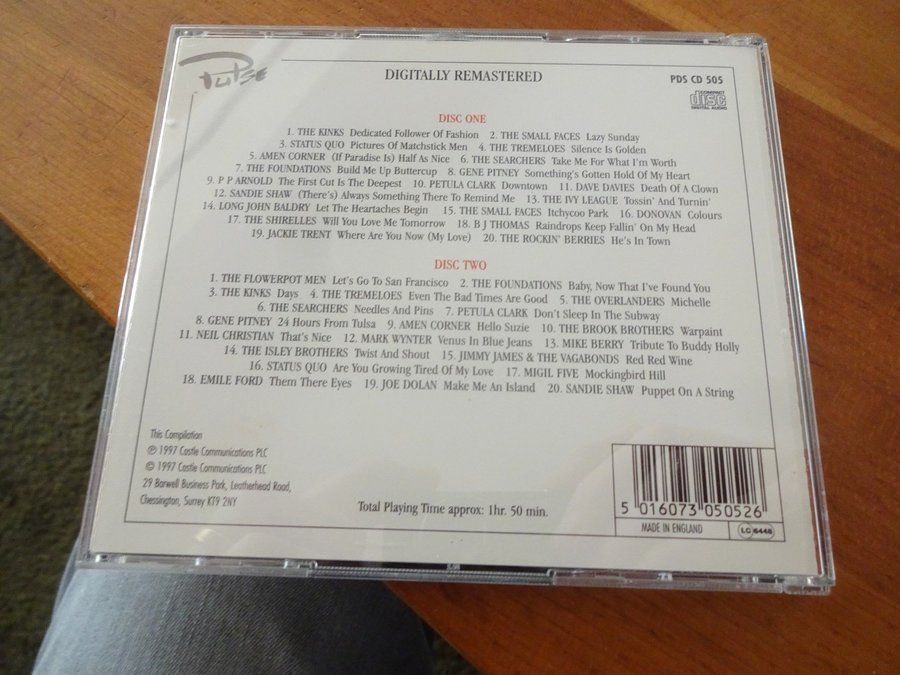 Pulse
DIGITALLY REMASTERED
PDS CD 505
COMPACT
disc
DIGITAL AUDIO
DISC ONE
1. THE KINKS Dedicated Follower Of Fashion 2. THE SMALL FACES Lazy Sunday
3. STATUS QUO Pictures Of Matchstick Men 4. THE TREMELOES Silence Is Golden
5. AMEN CORNER (If Paradise Is) Half As Nice 6. THE SEARCHERS Take Me For What I'm Worth
7. THE FOUNDATIONS Build Me Up Buttercup 8. GENE PITNEY Something's Gotten Hold Of My Heart
9. P P ARNOLD The First Cut Is The Deepest 10. PETULA CLARK Downtown 11. DAVE DAVIES Death Of A Clown
12. SANDIE SHAW (There's) Always Something There To Remind Me 13. THE IVY LEAGUE Tossin' And Turnin'
14. LONG JOHN BALDRY Let The Heartaches Begin 15. THE SMALL FACES Itchycoo Park 16. DONOVAN Colours
17. THE SHIRELLES Will You Love Me Tomorrow 18. B J THOMAS Raindrops Keep Fallin' On My Head
19. JACKIE TRENT Where Are You Now (My Love) 20. THE ROCKIN' BERRIES He's In Town
DISC TWO
1. THE FLOWERPOT MEN Let's Go To San Francisco 2. THE FOUNDATIONS Baby, Now That I've Found You
3. THE KINKS Days 4. THE TREMELOES Even The Bad Times Are Good 5. THE OVERLANDERS Michelle
6. THE SEARCHERS Needles And Pins 7. PETULA CLARK Don't Sleep In The Subway
8. GENE PITNEY 24 Hours From Tulsa 9. AMEN CORNER Hello Suzie 10. THE BROOK BROTHERS Warpaint
11. NEIL CHRISTIAN That's Nice 12. MARK WYNTER Venus In Blue Jeans 13. MIKE BERRY Tribute To Buddy Holly
14. THE ISLEY BROTHERS Twist And Shout 15. JIMMY JAMES & THE VAGABONDS Red Red Wine
16. STATUS QUO Are You Growing Tired Of My Love 17. MIGIL FIVE Mockingbird Hill
18. EMILE FORD Them There Eyes 19. JOE DOLAN Make Me An Island 20. SANDIE SHAW Puppet On A String
This Compilation
℗ 1997 Castle Communications PLC
© 1997 Castle Communications PLC
29 Barwell Business Park, Leatherhead Road,
Chessington, Surrey KT9 2NY
Total Playing Time approx: 1hr. 50 min.
5 016073 050526
MADE IN ENGLAND
LC 6448